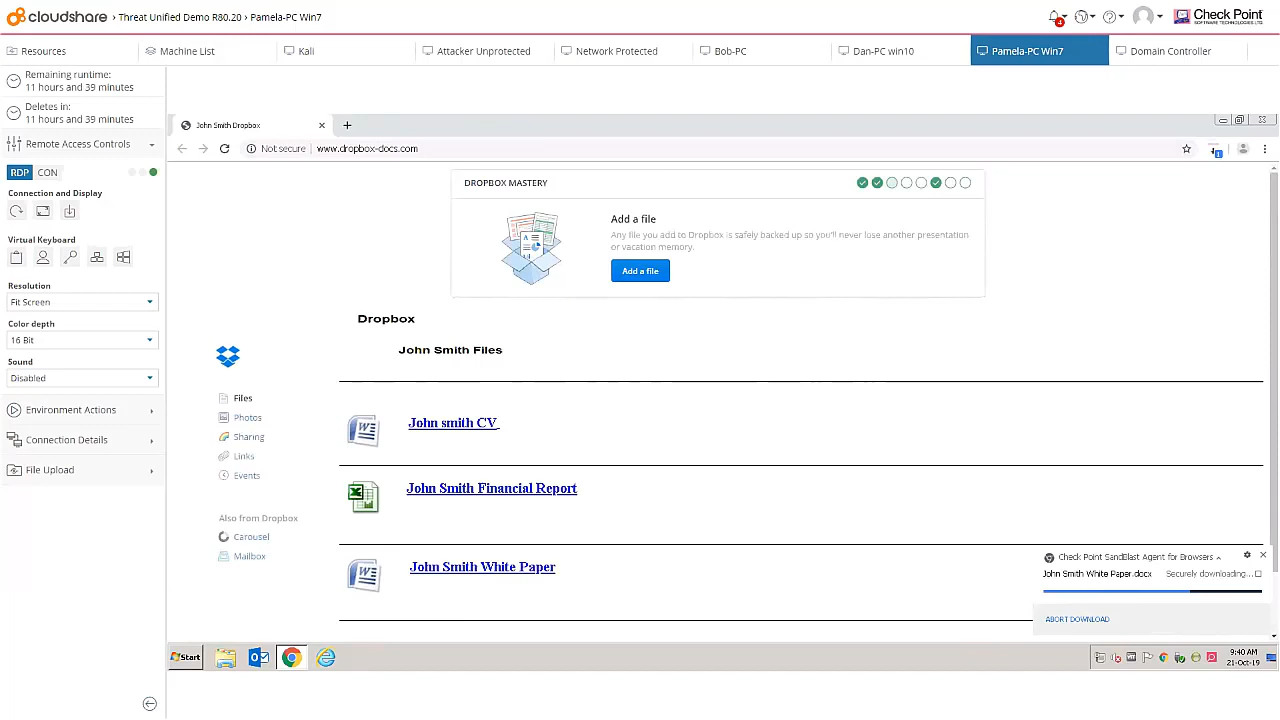 cloudshare › Threat Unified Demo R80.20 › Pamela-PC Win7
4
Check Point
SOFTWARE TECHNOLOGIES LTD
Resources
Machine List
Kali
Attacker Unprotected
Network Protected
Bob-PC
Dan-PC win10
Pamela-PC Win7
Domain Controller
Remaining runtime:
11 hours and 39 minutes
Deletes in:
11 hours and 39 minutes
Remote Access Controls
RDP CON
Connection and Display
Virtual Keyboard
Resolution
Fit Screen
Color depth
16 Bit
Sound
Disabled
Environment Actions
Connection Details
File Upload
John Smith Dropbox
Not secure | www.dropbox-docs.com
1
DROPBOX MASTERY
Add a file
Any file you add to Dropbox is safely backed up so you'll never lose another presentation
or vacation memory.
Add a file
Dropbox
John Smith Files
Files
Photos
Sharing
Links
Events
Also from Dropbox
Carousel
Mailbox
John smith CV
John Smith Financial Report
John Smith White Paper
Check Point SandBlast Agent for Browsers
John Smith White Paper.docx Securely downloading...
ABORT DOWNLOAD
Start
9:40 AM
21-Oct-19